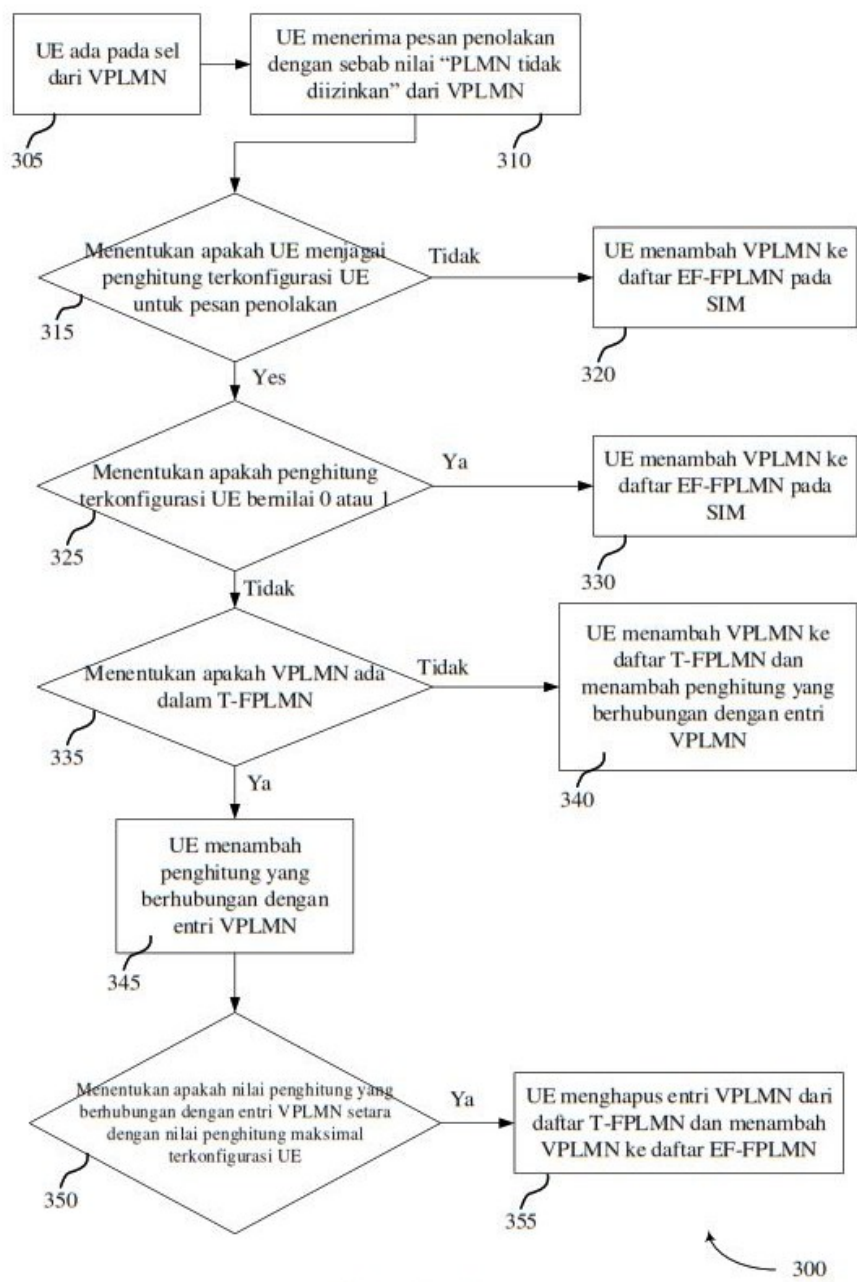 UE ada pada sel
dari VPLMN
305
UE menerima pesan penolakan
dengan sebab nilai “PLMN tidak
diizinkan” dari VPLMN
310
Menentukan apakah UE menjagai
penghitung terkonfigurasi UE
untuk pesan penolakan
315
Tidak
UE menambah VPLMN ke
daftar EF-FPLMN pada
SIM
320
Yes
Menentukan apakah penghitung
terkonfigurasi UE bernilai 0 atau 1
325
Ya
UE menambah VPLMN ke
daftar EF-FPLMN pada
SIM
330
Tidak
Menentukan apakah VPLMN ada
dalam T-FPLMN
335
Tidak
UE menambah VPLMN ke
daftar T-FPLMN dan
menambah penghitung yang
berhubungan dengan entri
VPLMN
340
Ya
UE menambah
penghitung yang
berhubungan dengan
entri VPLMN
345
Menentukan apakah nilai penghitung yang
berhubungan dengan entri VPLMN setara
dengan nilai penghitung maksimal
terkonfigurasi UE
350
Ya
UE menghapus entri VPLMN dari
daftar T-FPLMN dan menambah
VPLMN ke daftar EF-FPLMN
355
300